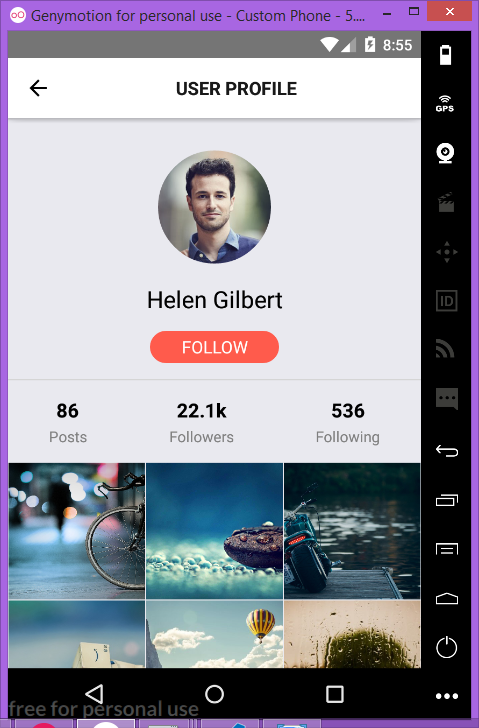 Genymotion for personal use - Custom Phone - 5....
8:55
GPS
USER PROFILE
ID
Helen Gilbert
FOLLOW
86
22.1k
536
Posts
Followers
Following
free for personal use